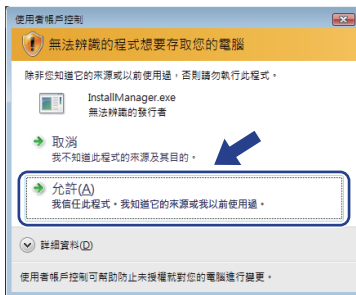 使用者帳戶控制
無法辨識的程式想要存取您的電腦
除非您知道它的來源或以前使用過，否則請勿執行此程式。
InstallManager.exe
無法辨識的發行者
取消
我不知道此程式的來源及其目的。
允許(A)
我信任此程式。我知道它的來源或我以前使用過。
詳細資料(D)
使用者帳戶控制可幫助防止未授權就對您的電腦進行變更。